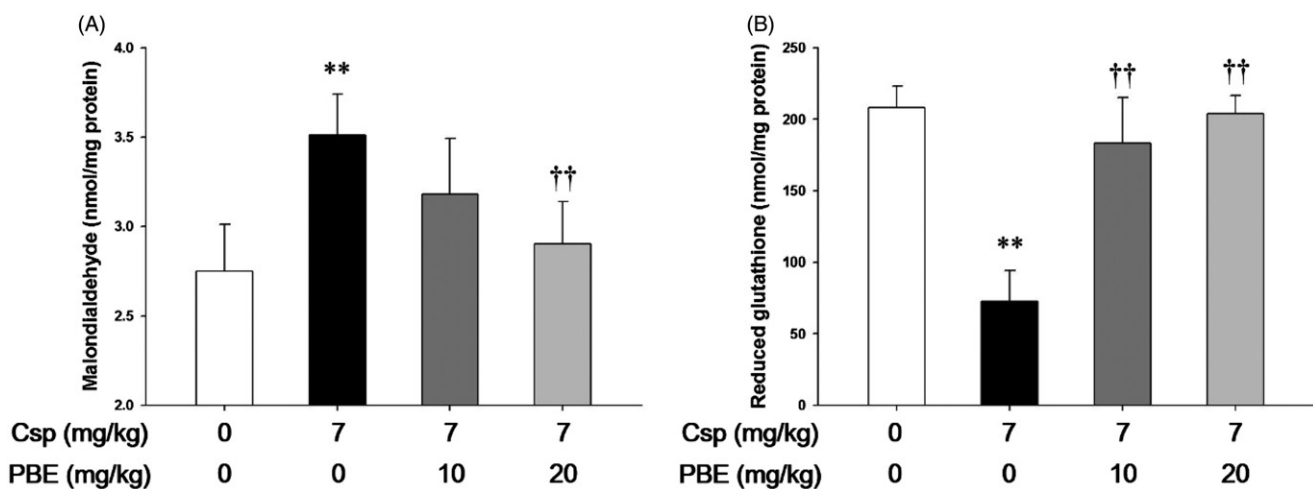 (A)
Malondialdehyde (nmol/mg protein)
4.0
3.5
3.0
2.5
2.0
**
††
Csp (mg/kg) 0 7 7 7
PBE (mg/kg) 0 0 10 20
(B)
Reduced glutathione (nmol/mg protein)
250
200
150
100
50
0
**
††
††
Csp (mg/kg) 0 7 7 7
PBE (mg/kg) 0 0 10 20